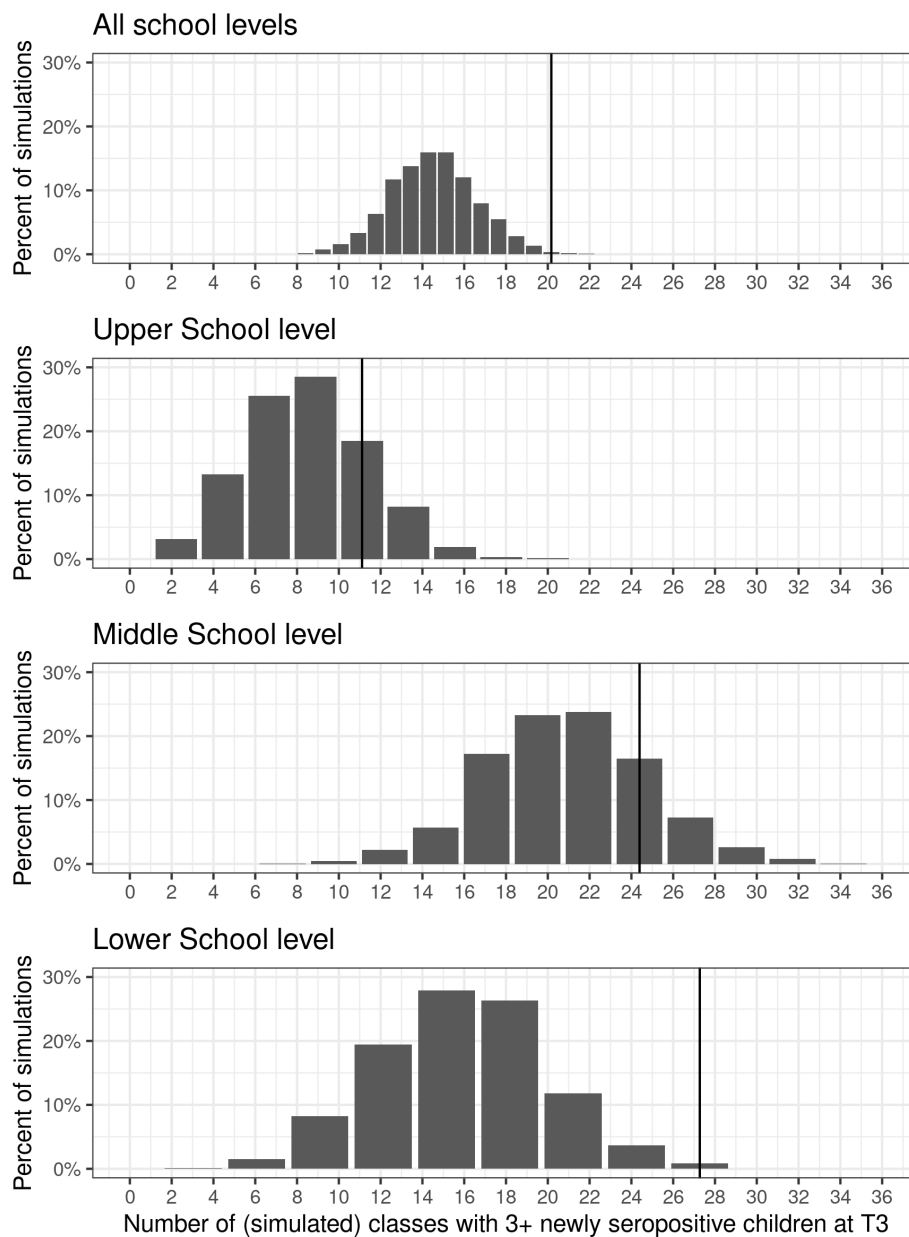 All school levels
Percent of simulations
30%
20%
10%
0%
0 2 4 6 8 10 12 14 16 18 20 22 24 26 28 30 32 34 36
Upper School level
Percent of simulations
30%
20%
10%
0%
0 2 4 6 8 10 12 14 16 18 20 22 24 26 28 30 32 34 36
Middle School level
Percent of simulations
30%
20%
10%
0%
0 2 4 6 8 10 12 14 16 18 20 22 24 26 28 30 32 34 36
Lower School level
Percent of simulations
30%
20%
10%
0%
0 2 4 6 8 10 12 14 16 18 20 22 24 26 28 30 32 34 36
Number of (simulated) classes with 3+ newly seropositive children at T3